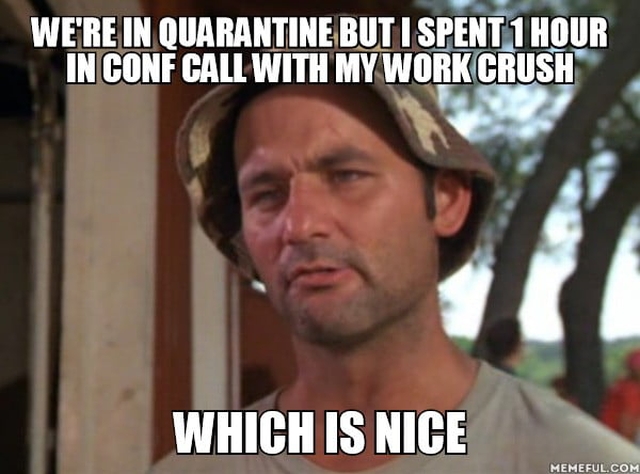 WE'RE IN QUARANTINE BUT I SPENT 1 HOUR
IN CONF CALL WITH MY WORK CRUSH
WHICH IS NICE
MEMEFUL.COM